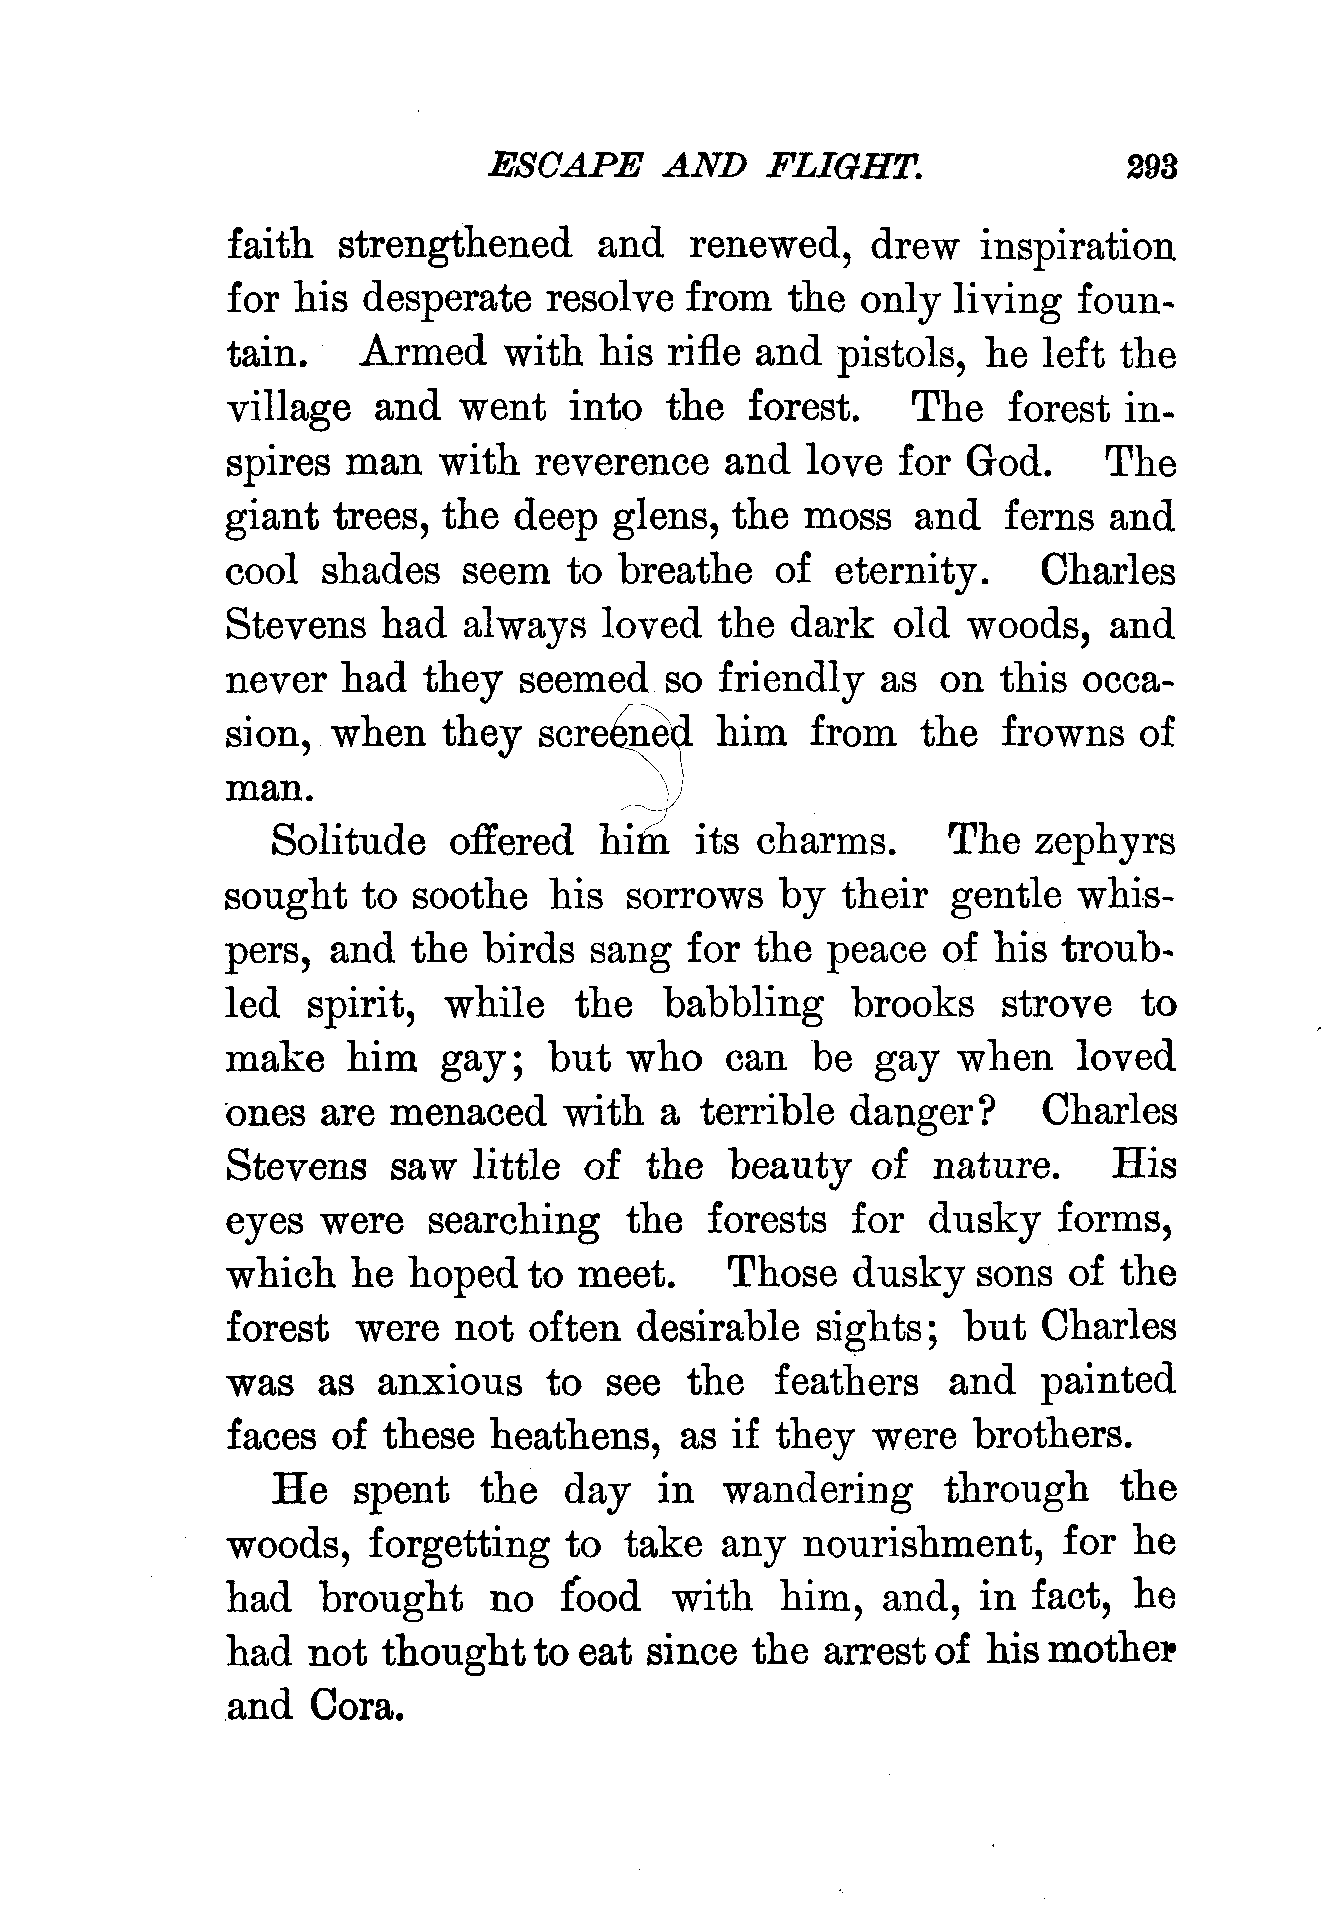 ESCAPE AND FLIGHT. 293
faith strengthened and renewed, drew inspiration
for his desperate resolve from the only living foun-
tain. Armed with his rifle and pistols, he left the
village and went into the forest. The forest in-
spires man with reverence and love for God. The
giant trees, the deep glens, the moss and ferns and
cool shades seem to breathe of eternity. Charles
Stevens had always loved the dark old woods, and
never had they seemed so friendly as on this occa-
sion, when they screened him from the frowns of
man.
Solitude offered him its charms. The zephyrs
sought to soothe his sorrows by their gentle whis-
pers, and the birds sang for the peace of his troub-
led spirit, while the babbling brooks strove to
make him gay; but who can be gay when loved
ones are menaced with a terrible danger? Charles
Stevens saw little of the beauty of nature. His
eyes were searching the forests for dusky forms,
which he hoped to meet. Those dusky sons of the
forest were not often desirable sights; but Charles
was as anxious to see the feathers and painted
faces of these heathens, as if they were brothers.
He spent the day in wandering through the
woods, forgetting to take any nourishment, for he
had brought no food with him, and, in fact, he
had not thought to eat since the arrest of his mother
and Cora.